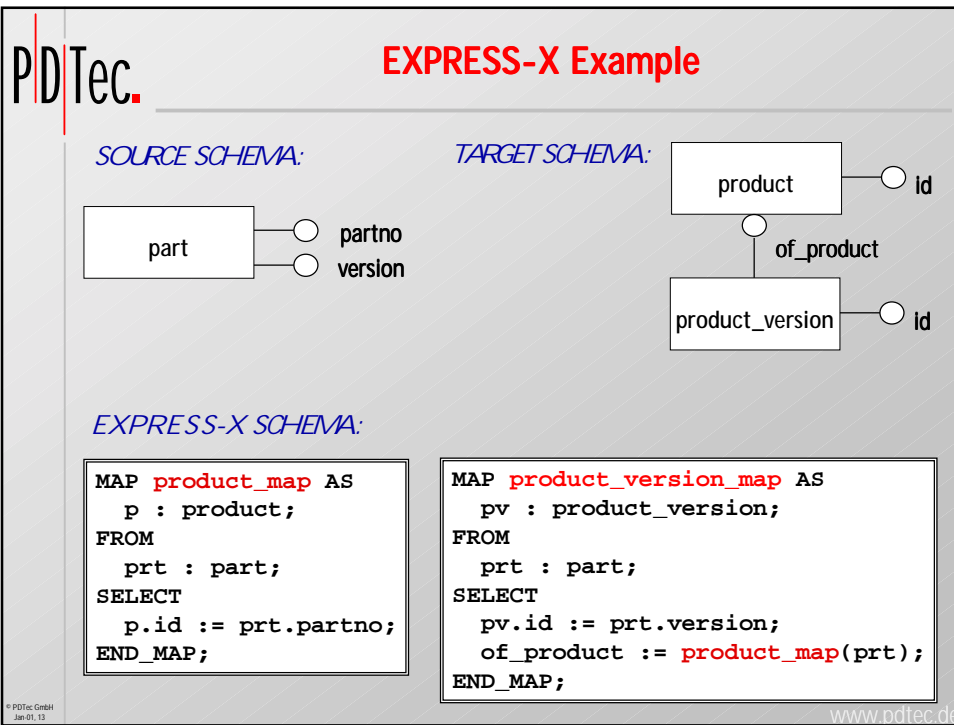 PDTec.
EXPRESS-X Example
SOURCE SCHEMA:
part
partno
version
TARGET SCHEMA:
product
id
of_product
product_version
id
EXPRESS-X SCHEMA:
MAP product_map AS
p : product;
FROM
prt : part;
SELECT
p.id := prt.partno;
END_MAP;
MAP product_version_map AS
pv : product_version;
FROM
prt : part;
SELECT
pv.id := prt.version;
of_product := product_map(prt);
END_MAP;
© PDTec GmbH
Jan-01, 13
www.pdtec.de